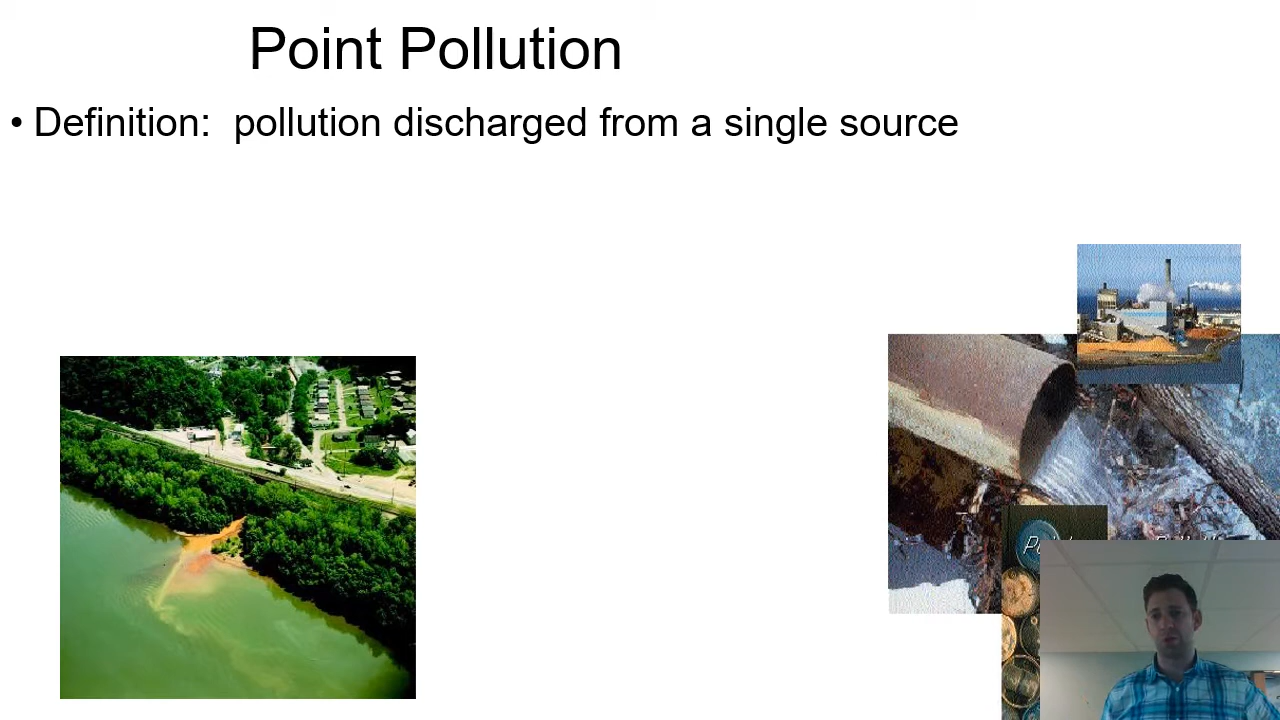 Point Pollution
• Definition:  pollution discharged from a single source